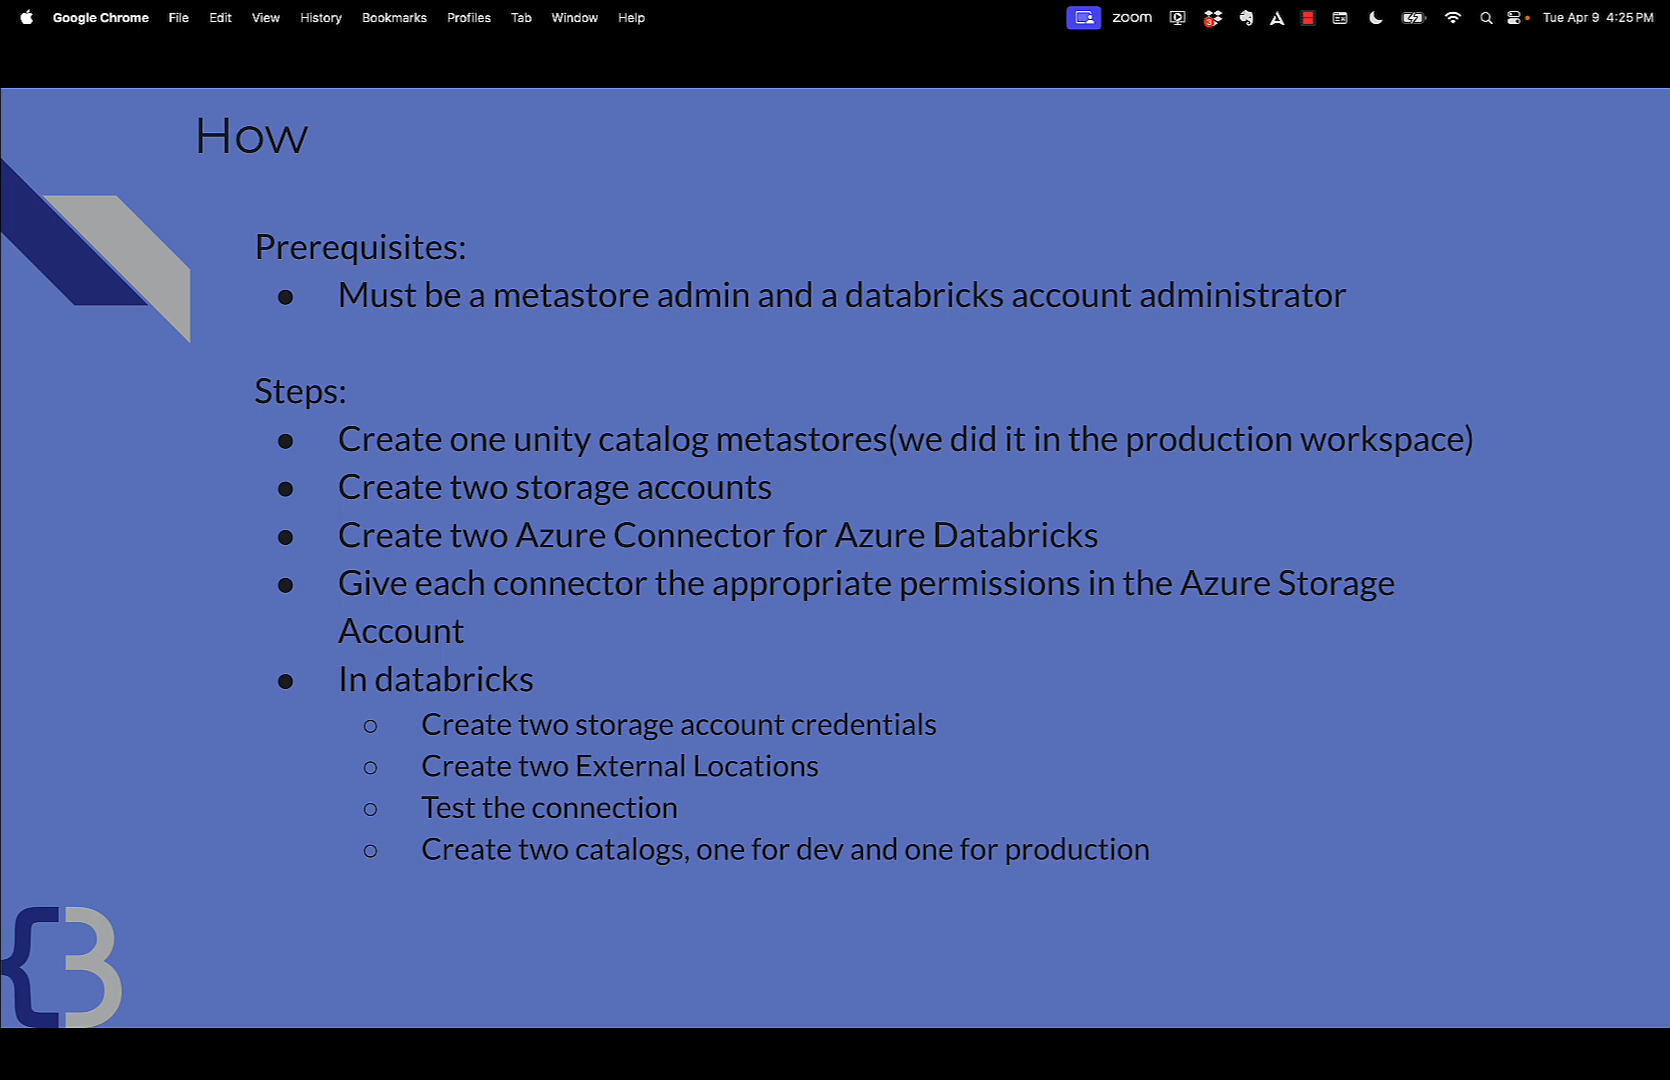 Google Chrome File Edit View History Bookmarks Profiles Tab Window Help zoom 3 Tue Apr 9 4:25 PM
How
Prerequisites:
● Must be a metastore admin and a databricks account administrator
Steps:
● Create one unity catalog metastores(we did it in the production workspace)
● Create two storage accounts
● Create two Azure Connector for Azure Databricks
● Give each connector the appropriate permissions in the Azure Storage
Account
● In databricks
○ Create two storage account credentials
○ Create two External Locations
○ Test the connection
○ Create two catalogs, one for dev and one for production
{3